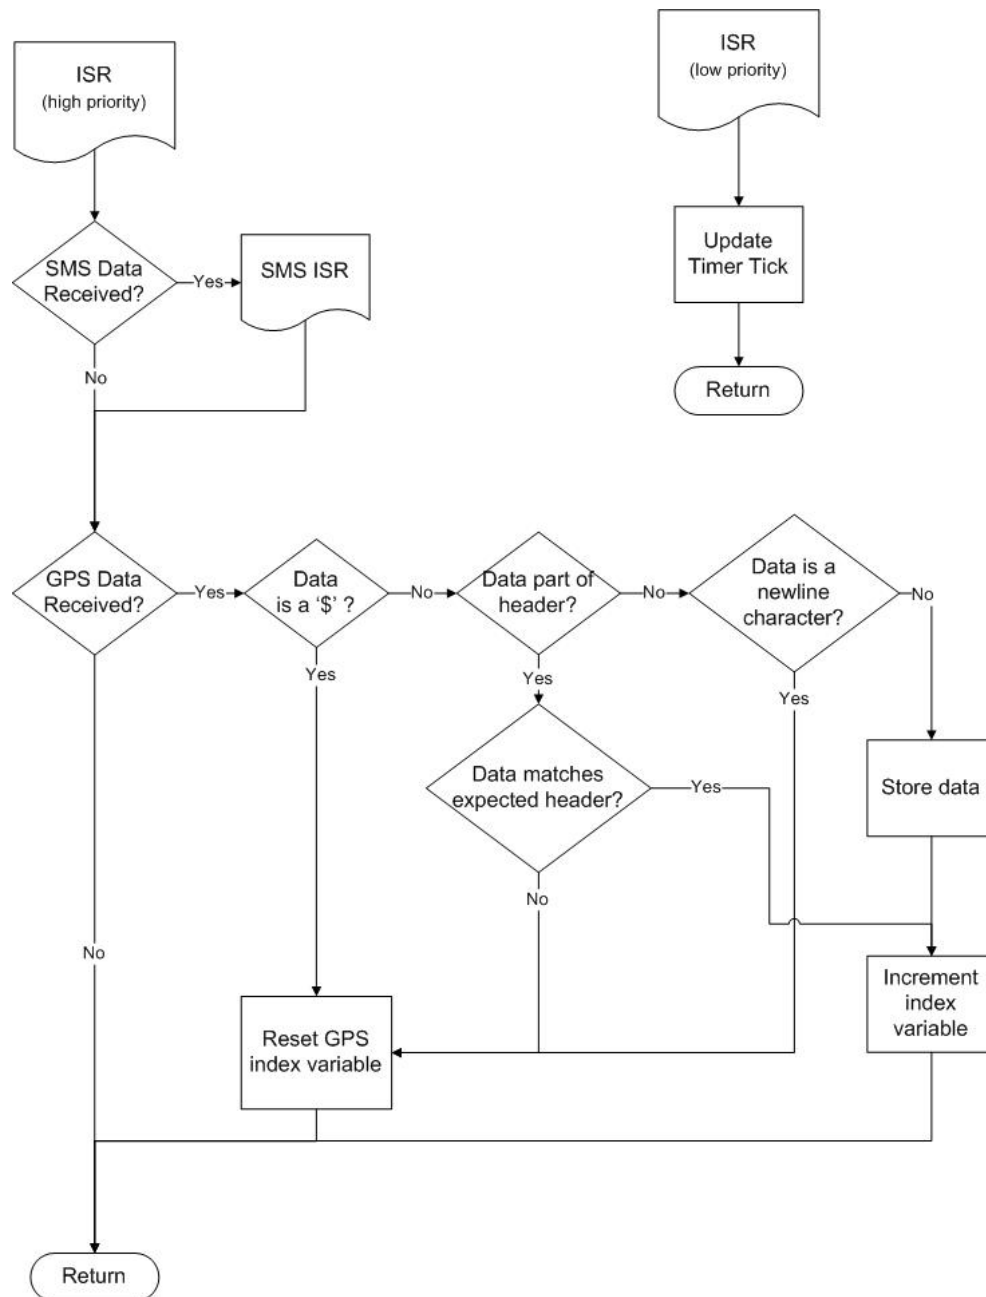 ISR
(high priority)
ISR
(low priority)
SMS Data
Received?
Yes
SMS ISR
Update
Timer Tick
No
Return
GPS Data
Received?
Yes
Data
is a '$' ?
No
Data part of
header?
No
Data is a
newline
character?
No
Yes
Yes
Yes
Data matches
expected header?
Yes
Store data
No
No
Increment
index
variable
Reset GPS
index variable
Return